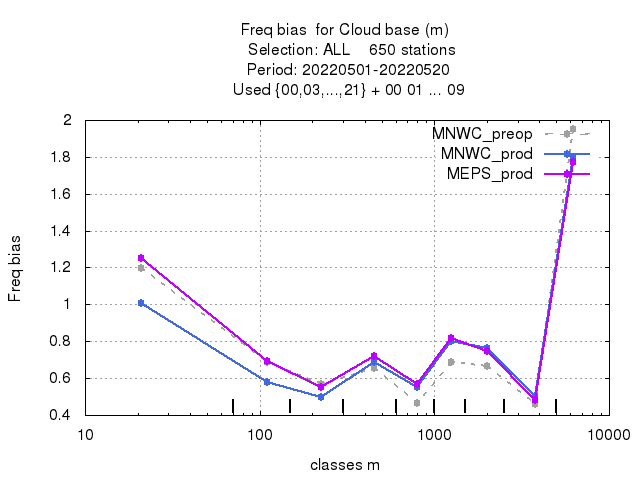 Freq bias  for Cloud base (m)
Selection: ALL    650 stations
Period: 20220501-20220520
Used {00,03,...,21} + 00 01 ... 09
MNWC_preop
MNWC_prod
MEPS_prod
Freq bias
2
1.8
1.6
1.4
1.2
1
0.8
0.6
0.4
10 100 1000 10000
classes m